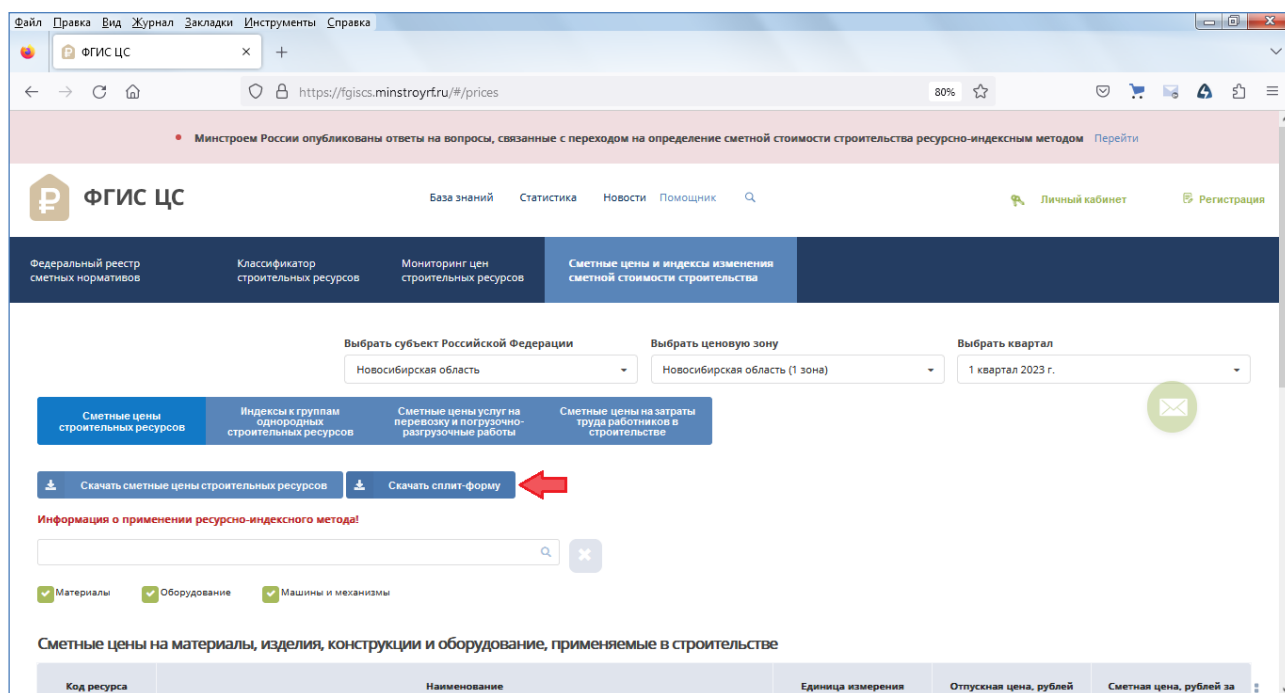 Файл Правка Вид Журнал Закладки Инструменты Справка
ФГИС ЦС
https://fgiscs.minstroyrf.ru/#/prices
80%
Минстроем России опубликованы ответы на вопросы, связанные с переходом на определение сметной стоимости строительства ресурсно-индексным методом Перейти
ФГИС ЦС
База знаний Статистика Новости Помощник
Личный кабинет
Регистрация
Федеральный реестр
сметных нормативов
Классификатор
строительных ресурсов
Мониторинг цен
строительных ресурсов
Сметные цены и индексы изменения
сметной стоимости строительства
Выбрать субъект Российской Федерации
Новосибирская область
Выбрать ценовую зону
Новосибирская область (1 зона)
Выбрать квартал
1 квартал 2023 г.
Сметные цены
строительных ресурсов
Индексы к группам
однородных
строительных ресурсов
Сметные цены услуг на
перевозку и погрузочно-
разгрузочные работы
Сметные цены на затраты
труда работников в
строительстве
Скачать сметные цены строительных ресурсов
Скачать сплит-форму
Информация о применении ресурсно-индексного метода!
Материалы
Оборудование
Машины и механизмы
Сметные цены на материалы, изделия, конструкции и оборудование, применяемые в строительстве
Код ресурса
Наименование
Единица измерения
Отпускная цена, рублей
Сметная цена, рублей за